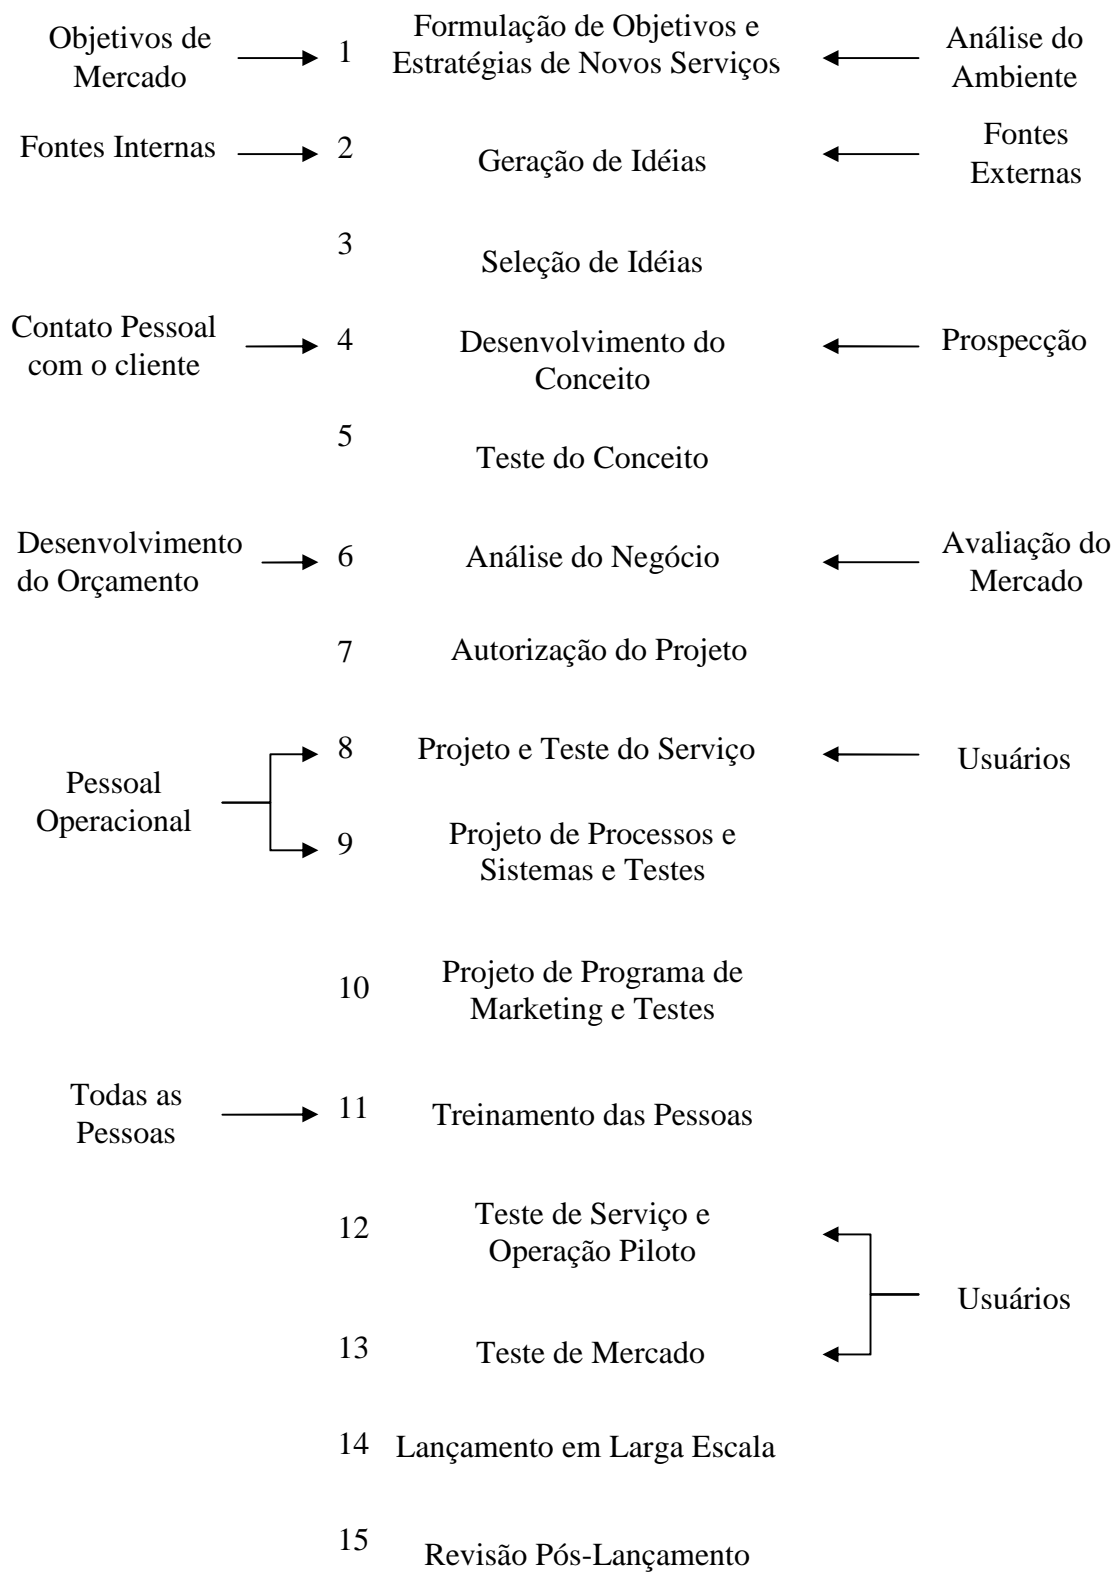 Objetivos de
Mercado
1
Formulação de Objetivos e
Estratégias de Novos Serviços
Análise do
Ambiente
Fontes Internas
2
Geração de Idéias
Fontes
Externas
3
Seleção de Idéias
Contato Pessoal
com o cliente
4
Desenvolvimento do
Conceito
Prospecção
5
Teste do Conceito
Desenvolvimento
do Orçamento
6
Análise do Negócio
Avaliação do
Mercado
7
Autorização do Projeto
Pessoal
Operacional
8
Projeto e Teste do Serviço
Usuários
9
Projeto de Processos e
Sistemas e Testes
10
Projeto de Programa de
Marketing e Testes
Todas as
Pessoas
11
Treinamento das Pessoas
12
Teste de Serviço e
Operação Piloto
Usuários
13
Teste de Mercado
14
Lançamento em Larga Escala
15
Revisão Pós-Lançamento